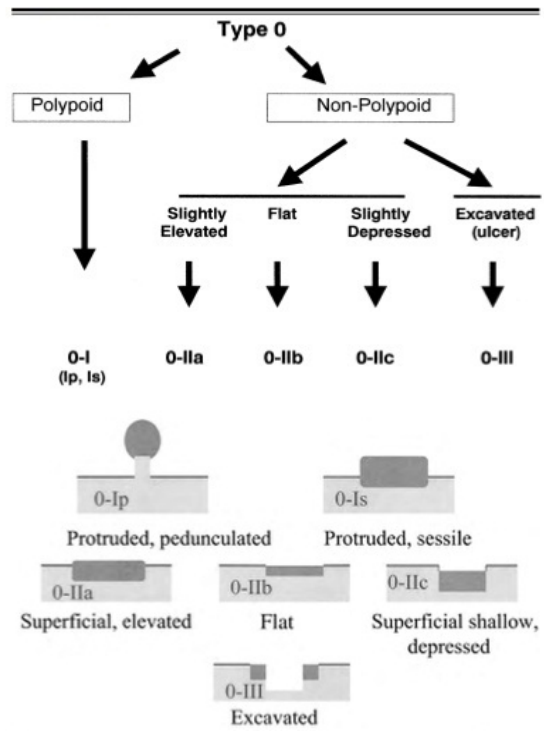 Type 0
Polypoid
Non-Polypoid
Slightly Elevated
Flat
Slightly Depressed
Excavated (ulcer)
0-I
(Ip, Is)
0-IIa
0-IIb
0-IIc
0-III
0-Ip
Protruded, pedunculated
0-Is
Protruded, sessile
0-IIa
Superficial, elevated
0-IIb
Flat
0-IIc
Superficial shallow,
depressed
0-III
Excavated